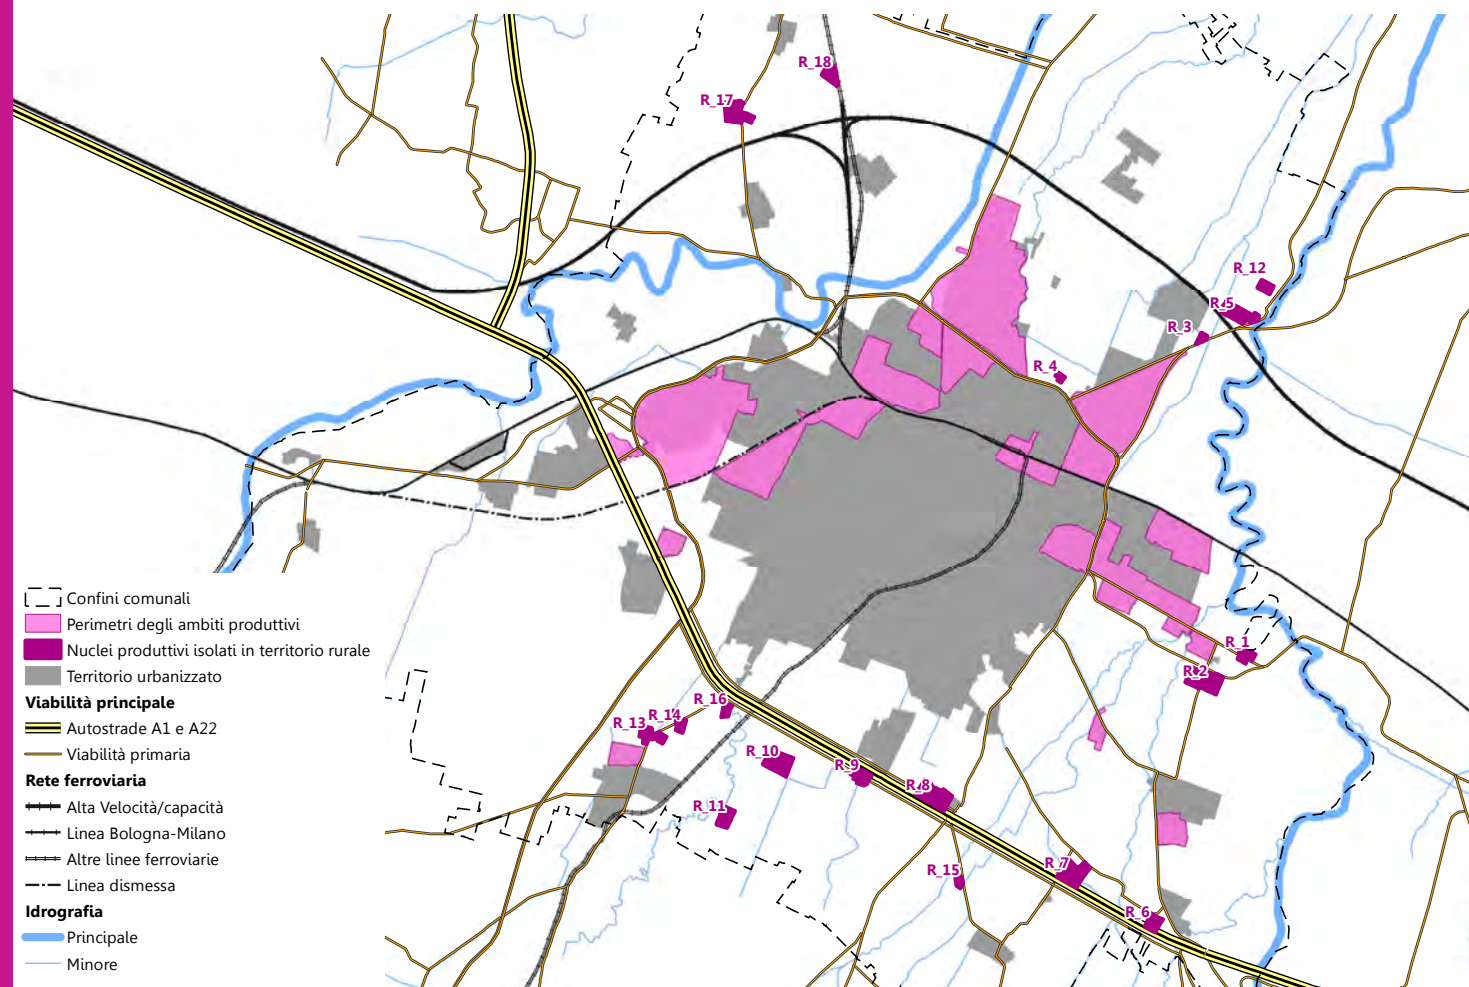 R_18
R_17
R_12
R_5
R_3
R_4
R_1
R_2
R_16
R_14
R_13
R_10
R_9
R_8
R_11
R_15
R_7
R_6
Confini comunali
Perimetri degli ambiti produttivi
Nuclei produttivi isolati in territorio rurale
Territorio urbanizzato
Viabilità principale
Autostrade A1 e A22
Viabilità primaria
Rete ferroviaria
Alta Velocità/capacità
Linea Bologna-Milano
Altre linee ferroviarie
Linea dismessa
Idrografia
Principale
Minore